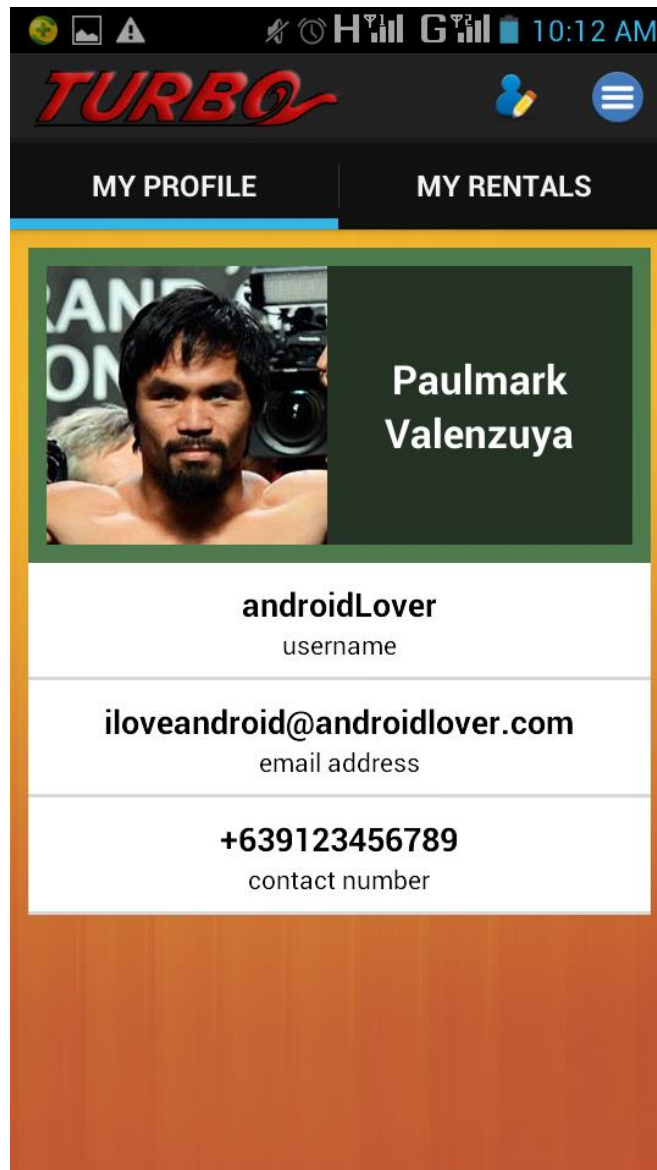 H G 10:12 AM
TURBO
MY PROFILE
MY RENTALS
Paulmark
Valenzuya
androidLover
username
iloveandroid@androidlover.com
email address
+639123456789
contact number